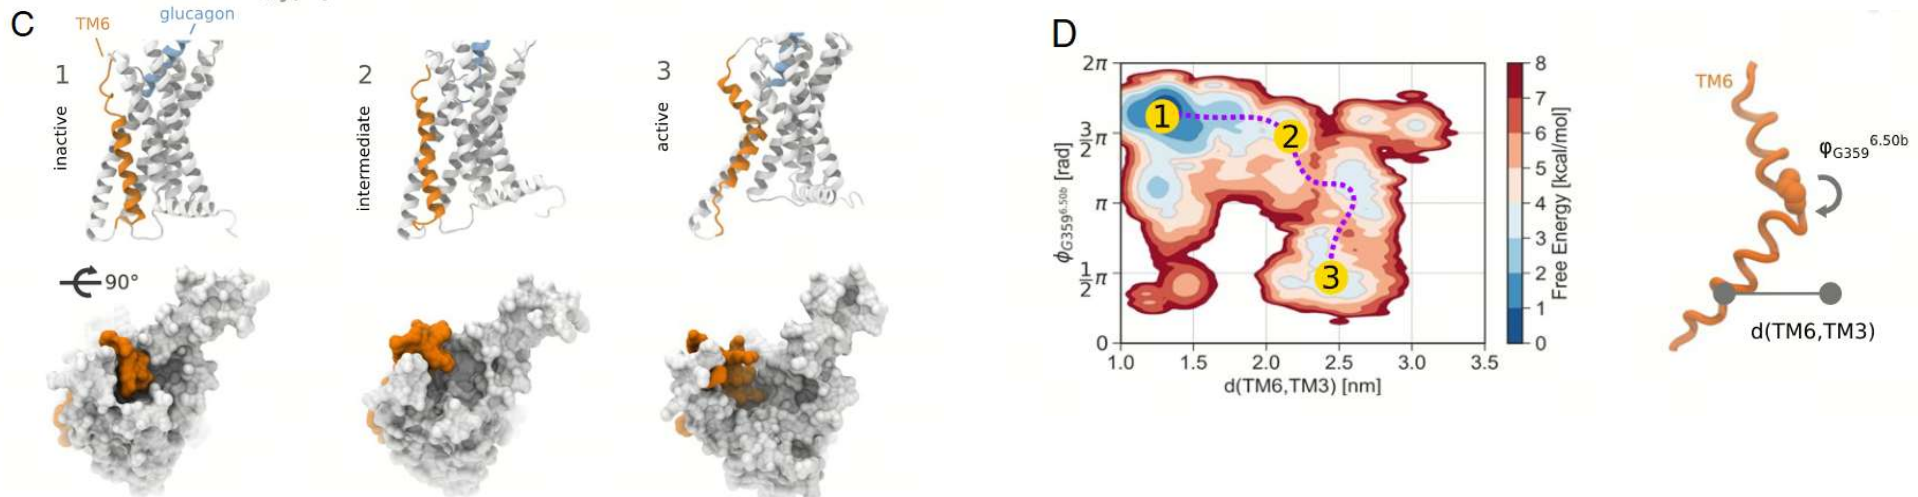 C
TM6
glucagon
1
inactive
2
intermediate
3
active
90°
D
2π
3/2 π
π
1/2 π
0
ϕG359^6.50b [rad]
1.0 1.5 2.0 2.5 3.0 3.5
d(TM6,TM3) [nm]
1
2
3
8
7
6
5
4
3
2
1
0
Free Energy [kcal/mol]
TM6
φG359^6.50b
d(TM6,TM3)